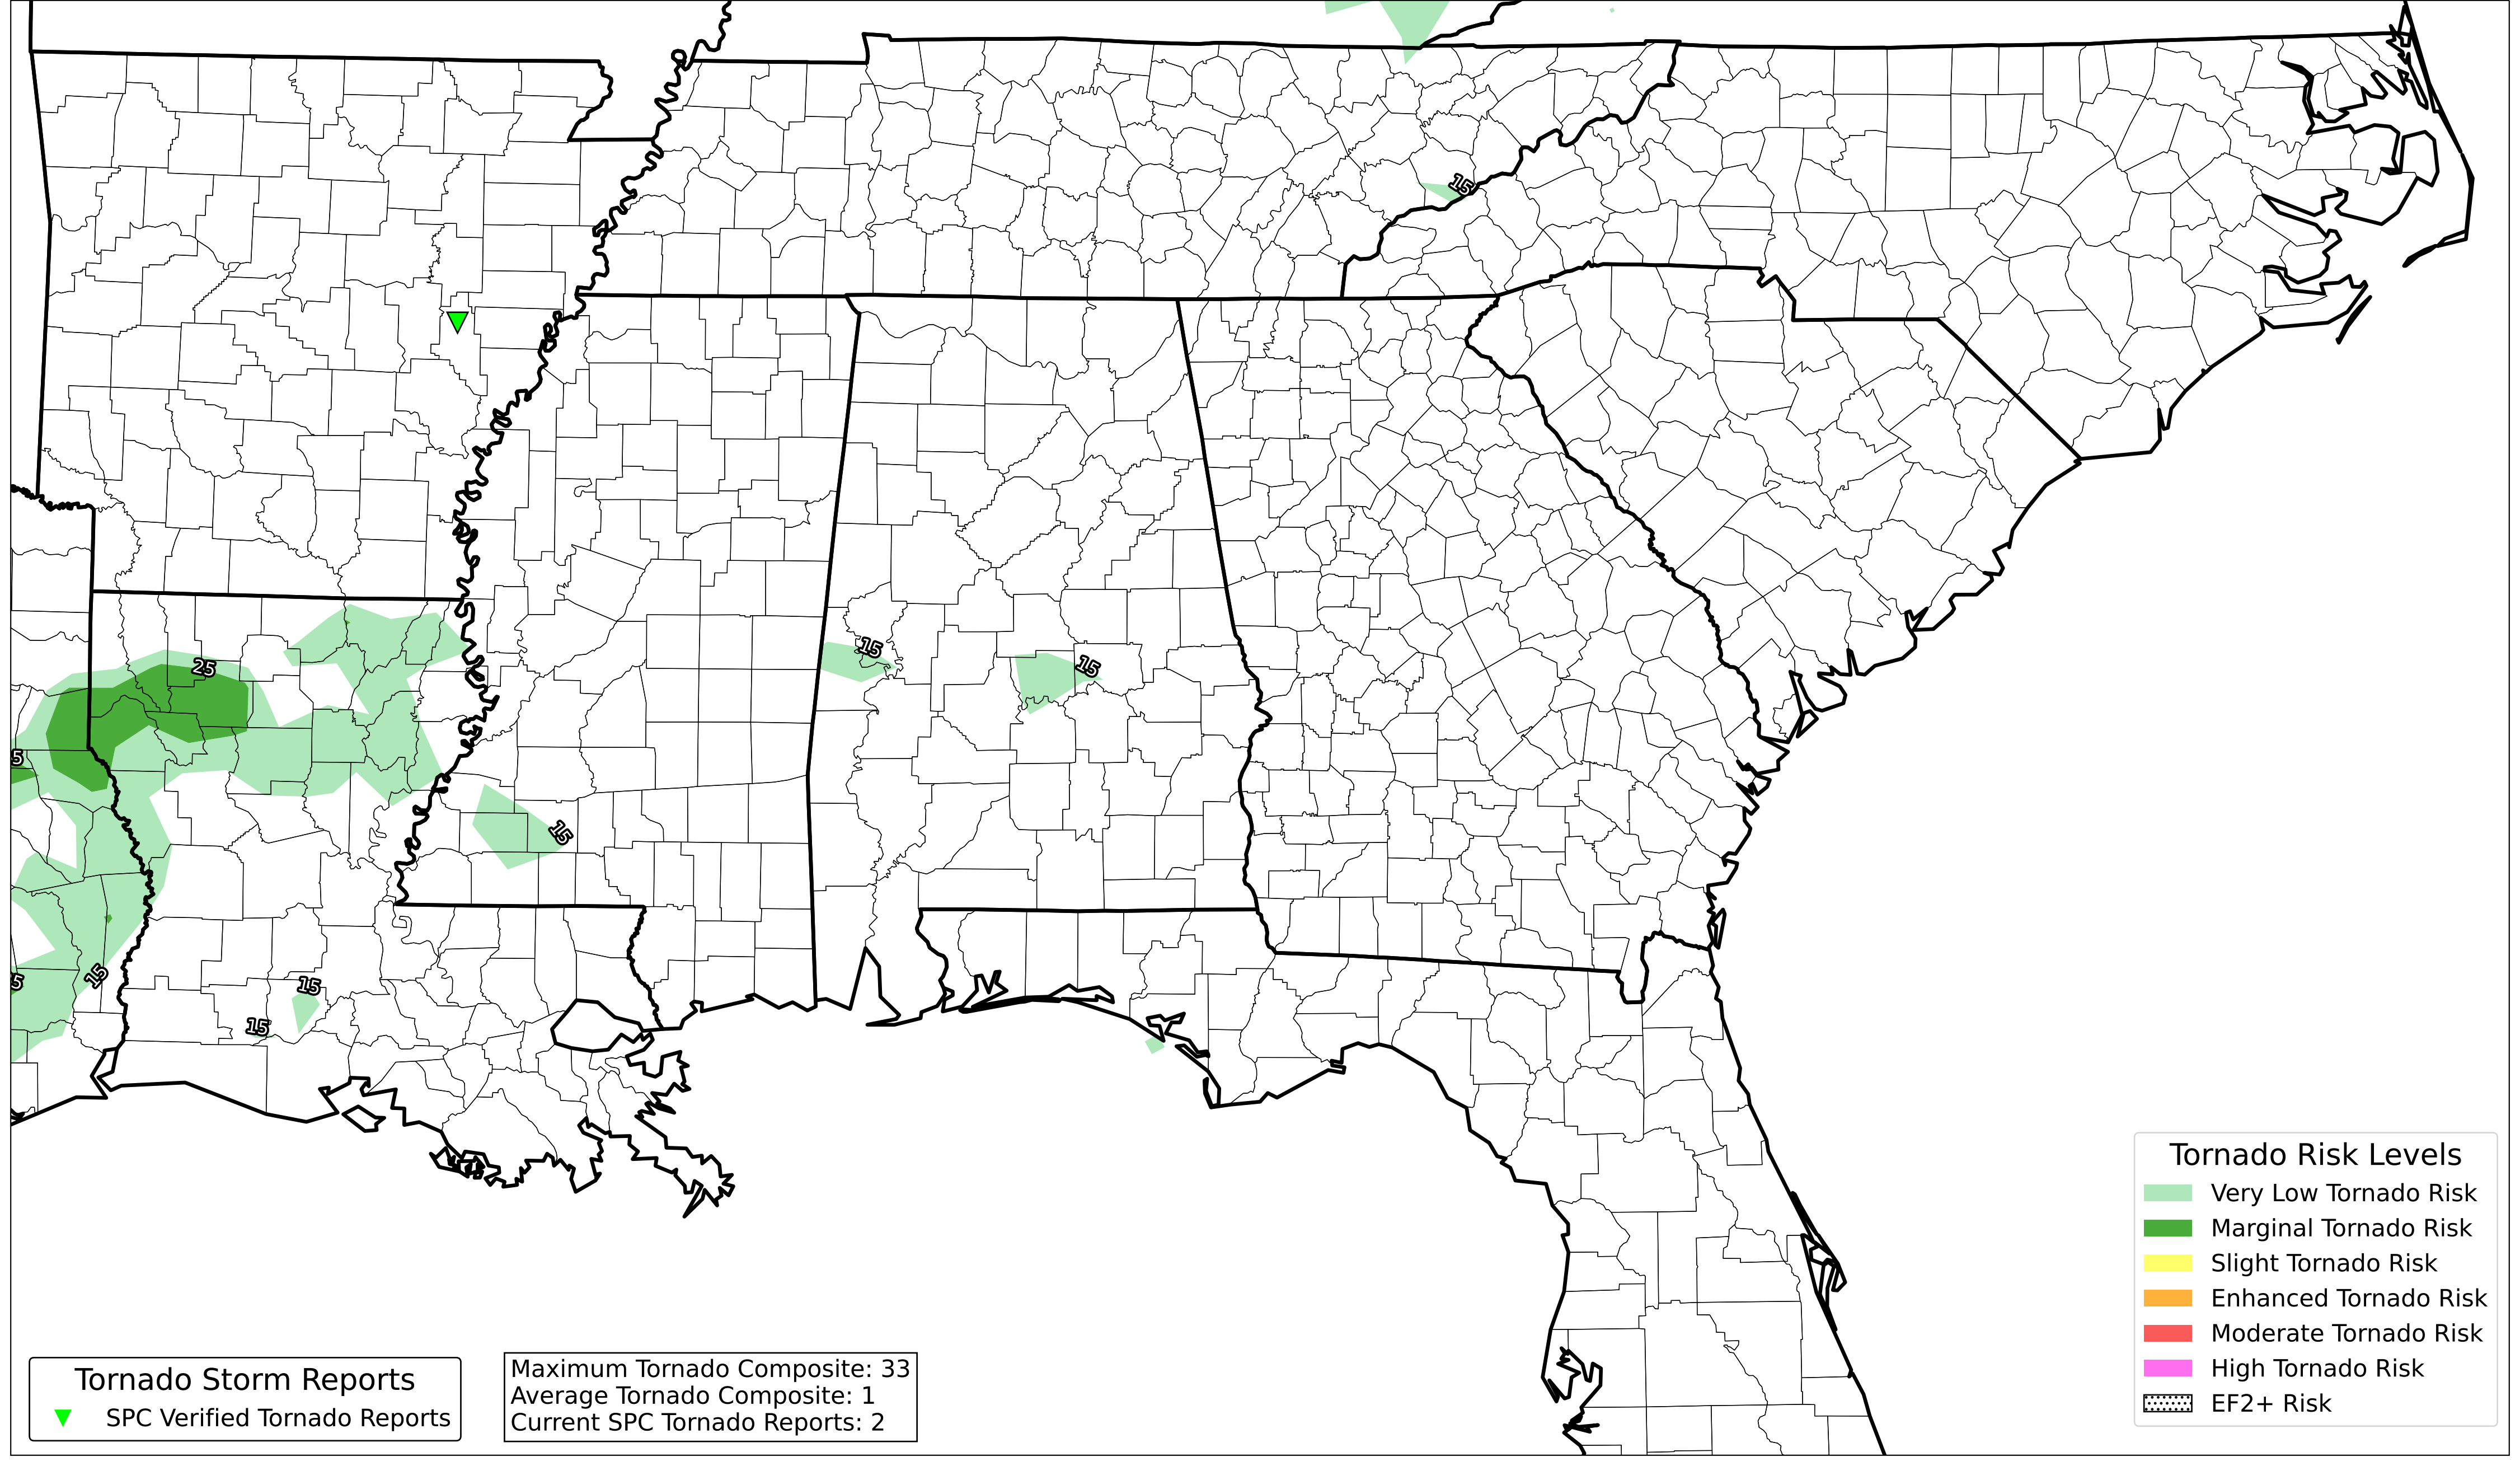 15
25
15
15
5
15
15
5
15
15
Tornado Risk Levels
Very Low Tornado Risk
Marginal Tornado Risk
Slight Tornado Risk
Enhanced Tornado Risk
Moderate Tornado Risk
High Tornado Risk
EF2+ Risk
Tornado Storm Reports
SPC Verified Tornado Reports
Maximum Tornado Composite: 33
Average Tornado Composite: 1
Current SPC Tornado Reports: 2